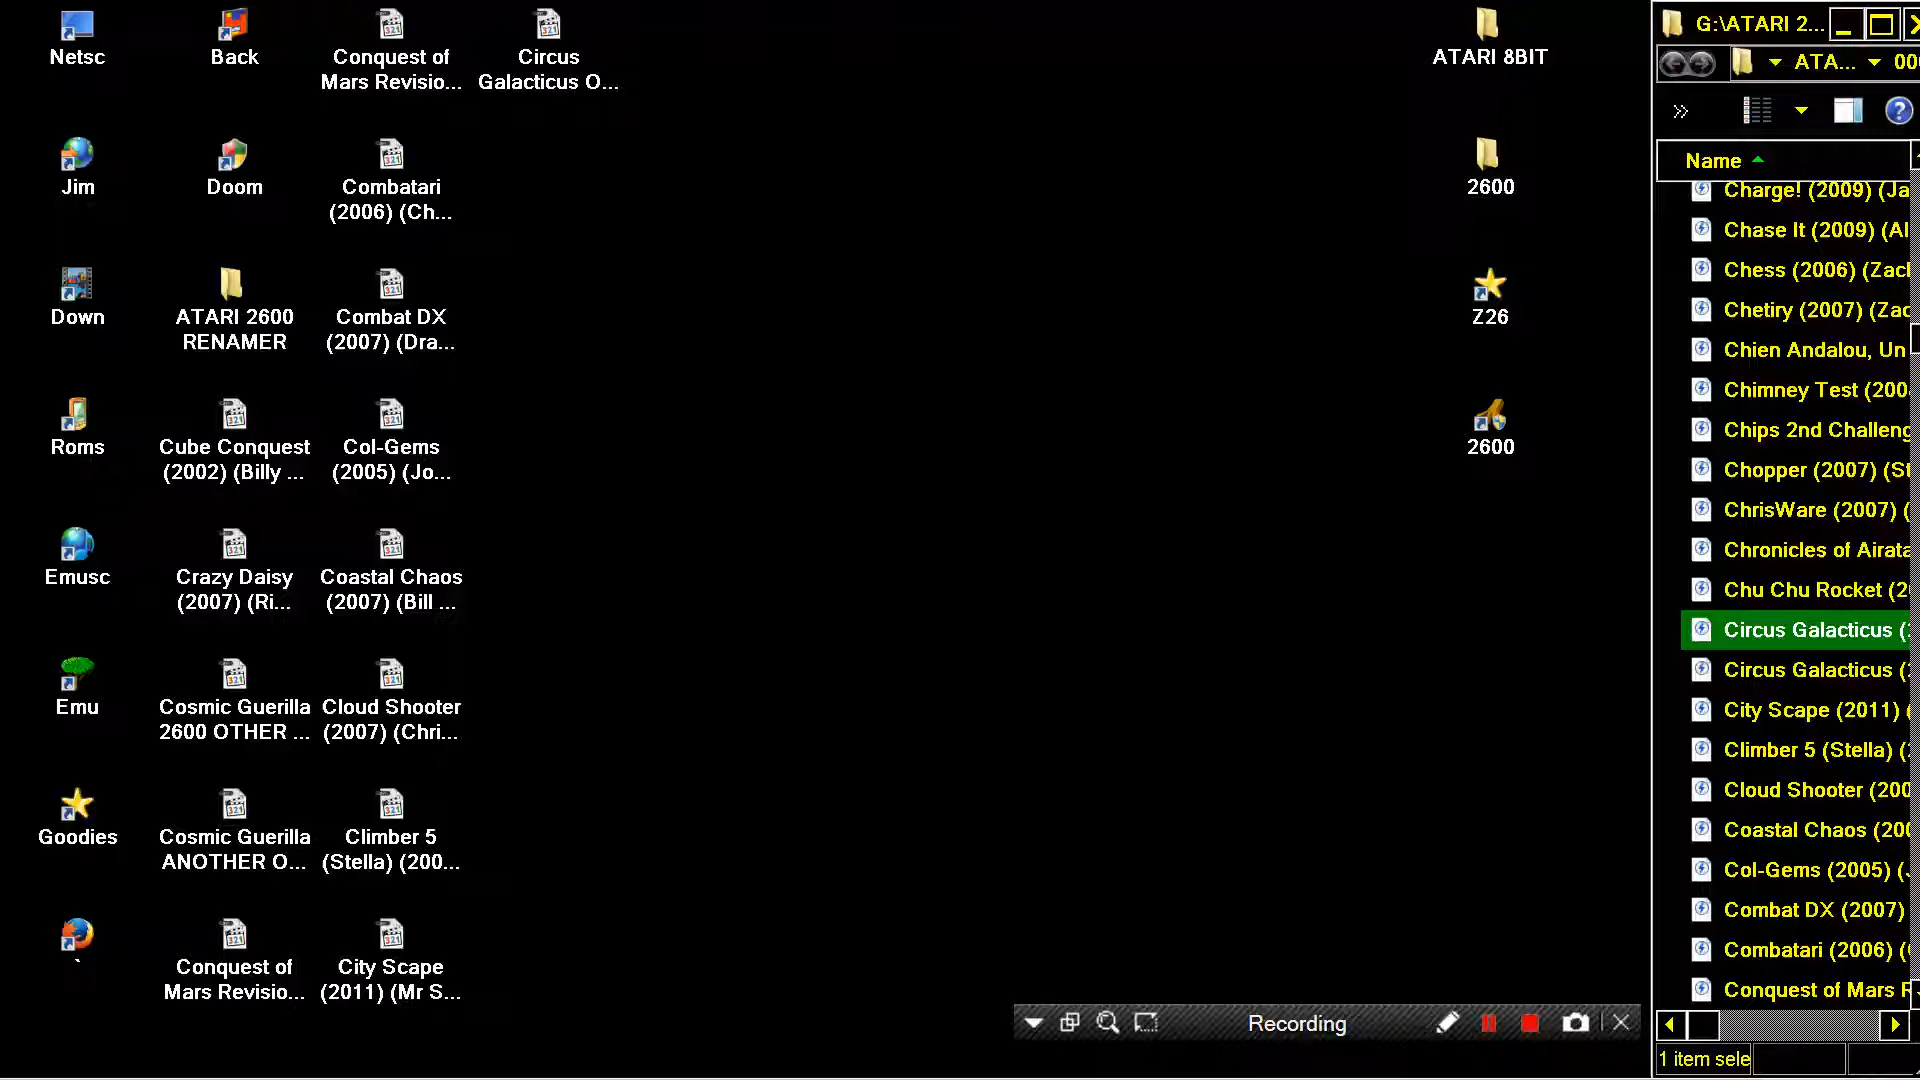 Netsc
Back
Conquest of
Mars Revisio...
Circus
Galacticus O...
ATARI 8BIT
Jim
Doom
Combatari
(2006) (Ch...
2600
Down
ATARI 2600
RENAMER
Combat DX
(2007) (Dra...
Z26
Roms
Cube Conquest
(2002) (Billy ...
Col-Gems
(2005) (Jo...
2600
Emusc
Crazy Daisy
(2007) (Ri...
Coastal Chaos
(2007) (Bill ...
Emu
Cosmic Guerilla
2600 OTHER ...
Cloud Shooter
(2007) (Chri...
Goodies
Cosmic Guerilla
ANOTHER O...
Climber 5
(Stella) (200...
`
Conquest of
Mars Revisio...
City Scape
(2011) (Mr S...
Recording
G:\ATARI 2...
ATA... 00
Name
Charge! (2009) (Ja
Chase It (2009) (Al
Chess (2006) (Zac
Chetiry (2007) (Zac
Chien Andalou, Un
Chimney Test (200
Chips 2nd Challeng
Chopper (2007) (St
ChrisWare (2007) (
Chronicles of Airata
Chu Chu Rocket (2
Circus Galacticus (
Circus Galacticus (
City Scape (2011) (
Climber 5 (Stella) (
Cloud Shooter (200
Coastal Chaos (200
Col-Gems (2005) (J
Combat DX (2007)
Combatari (2006) (
Conquest of Mars R
1 item sele